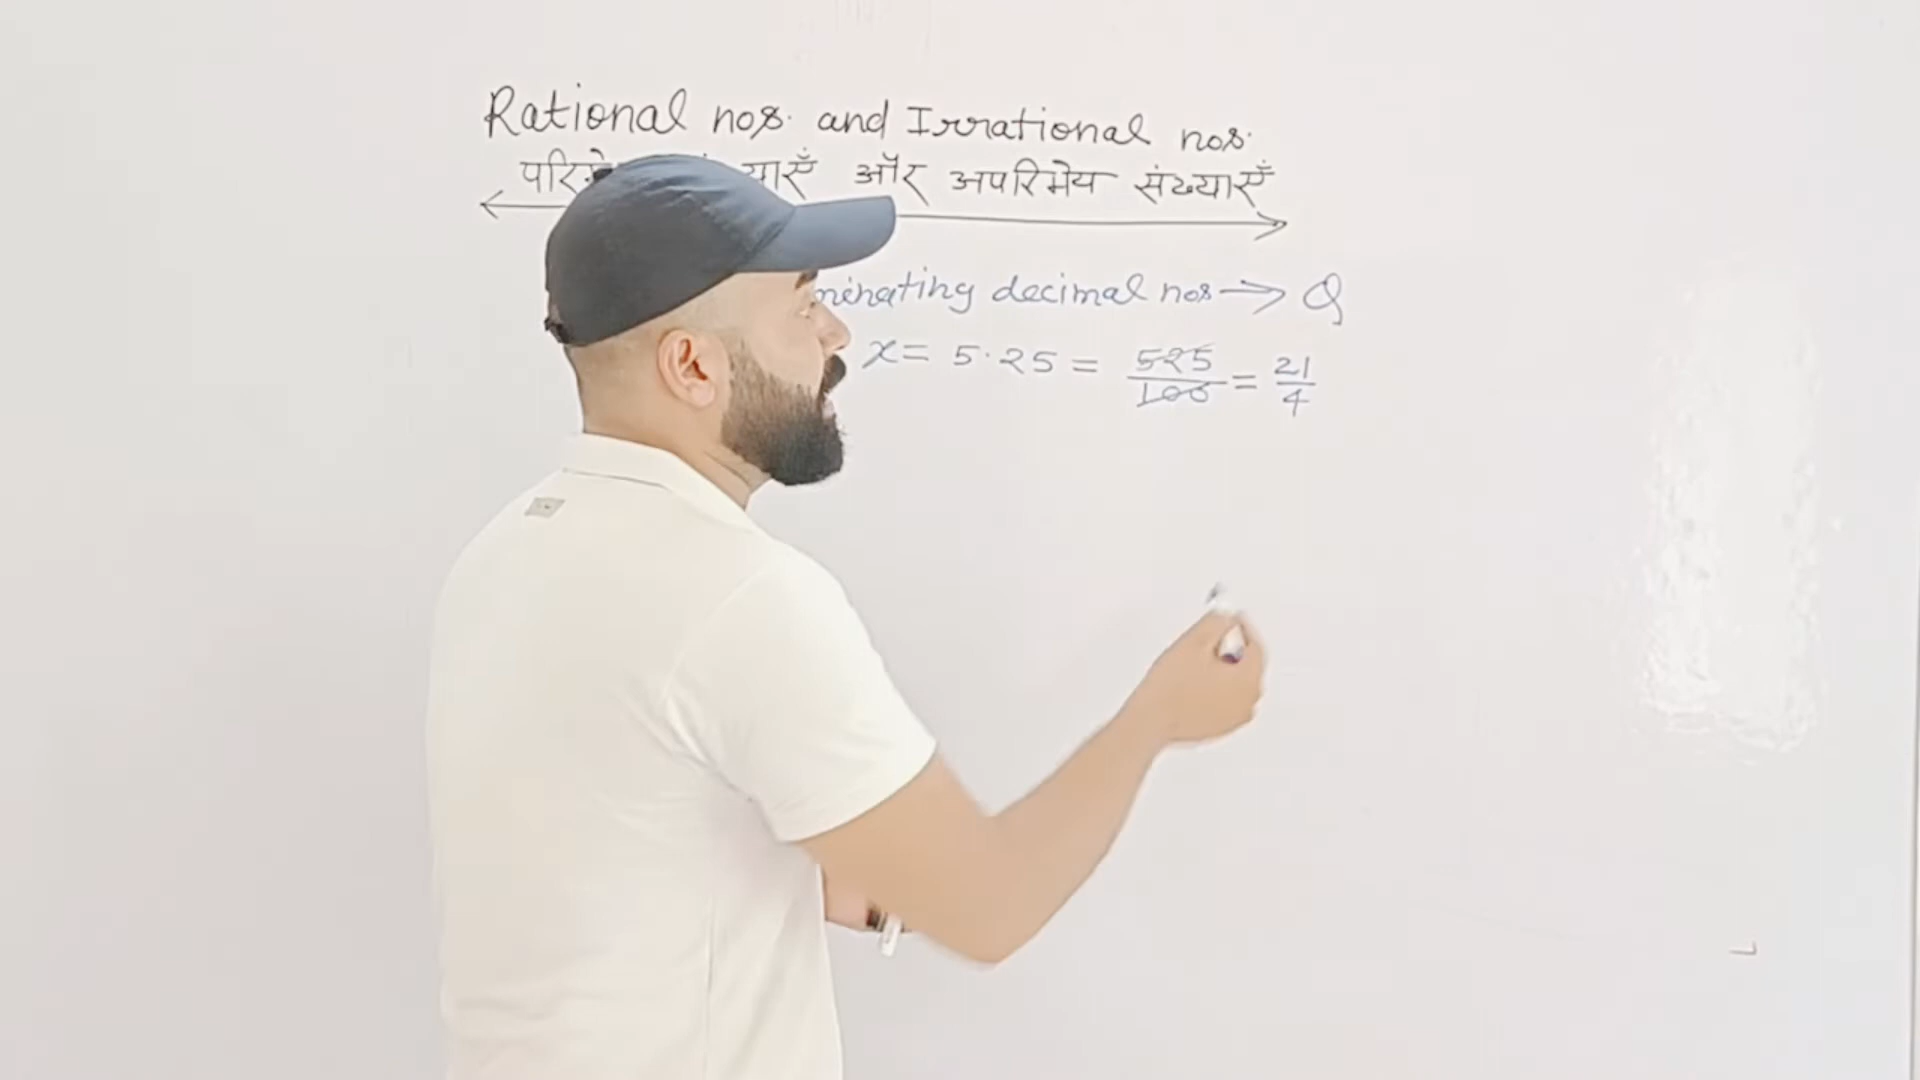 Rational nos. and Irrational nos.
और अपरिमेय संख्याएँ
decimal nos → Q
x = 5.25 = 525/100 = 21/4